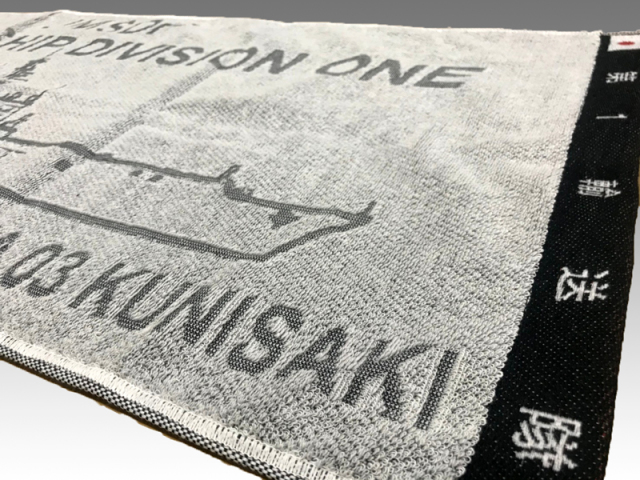 SHIP DIVISION ONE
03 KUNISAKI
第1輸送隊